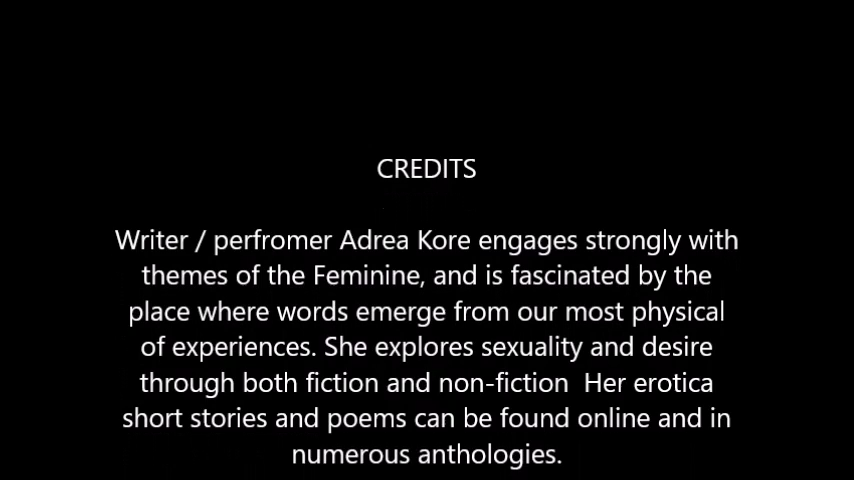 CREDITS
Writer / perfromer Adrea Kore engages strongly with
themes of the Feminine, and is fascinated by the
place where words emerge from our most physical
of experiences. She explores sexuality and desire
through both fiction and non-fiction  Her erotica
short stories and poems can be found online and in
numerous anthologies.